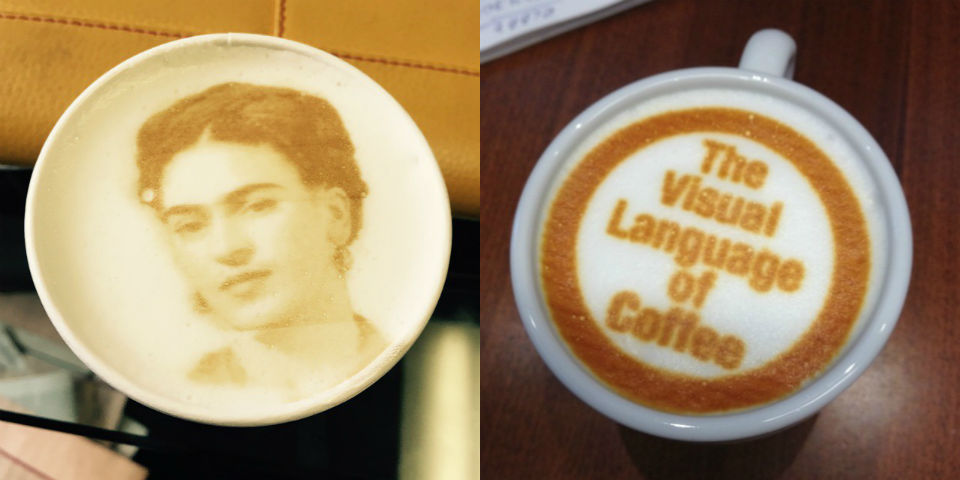 The
Visual
Language
of
Coffee